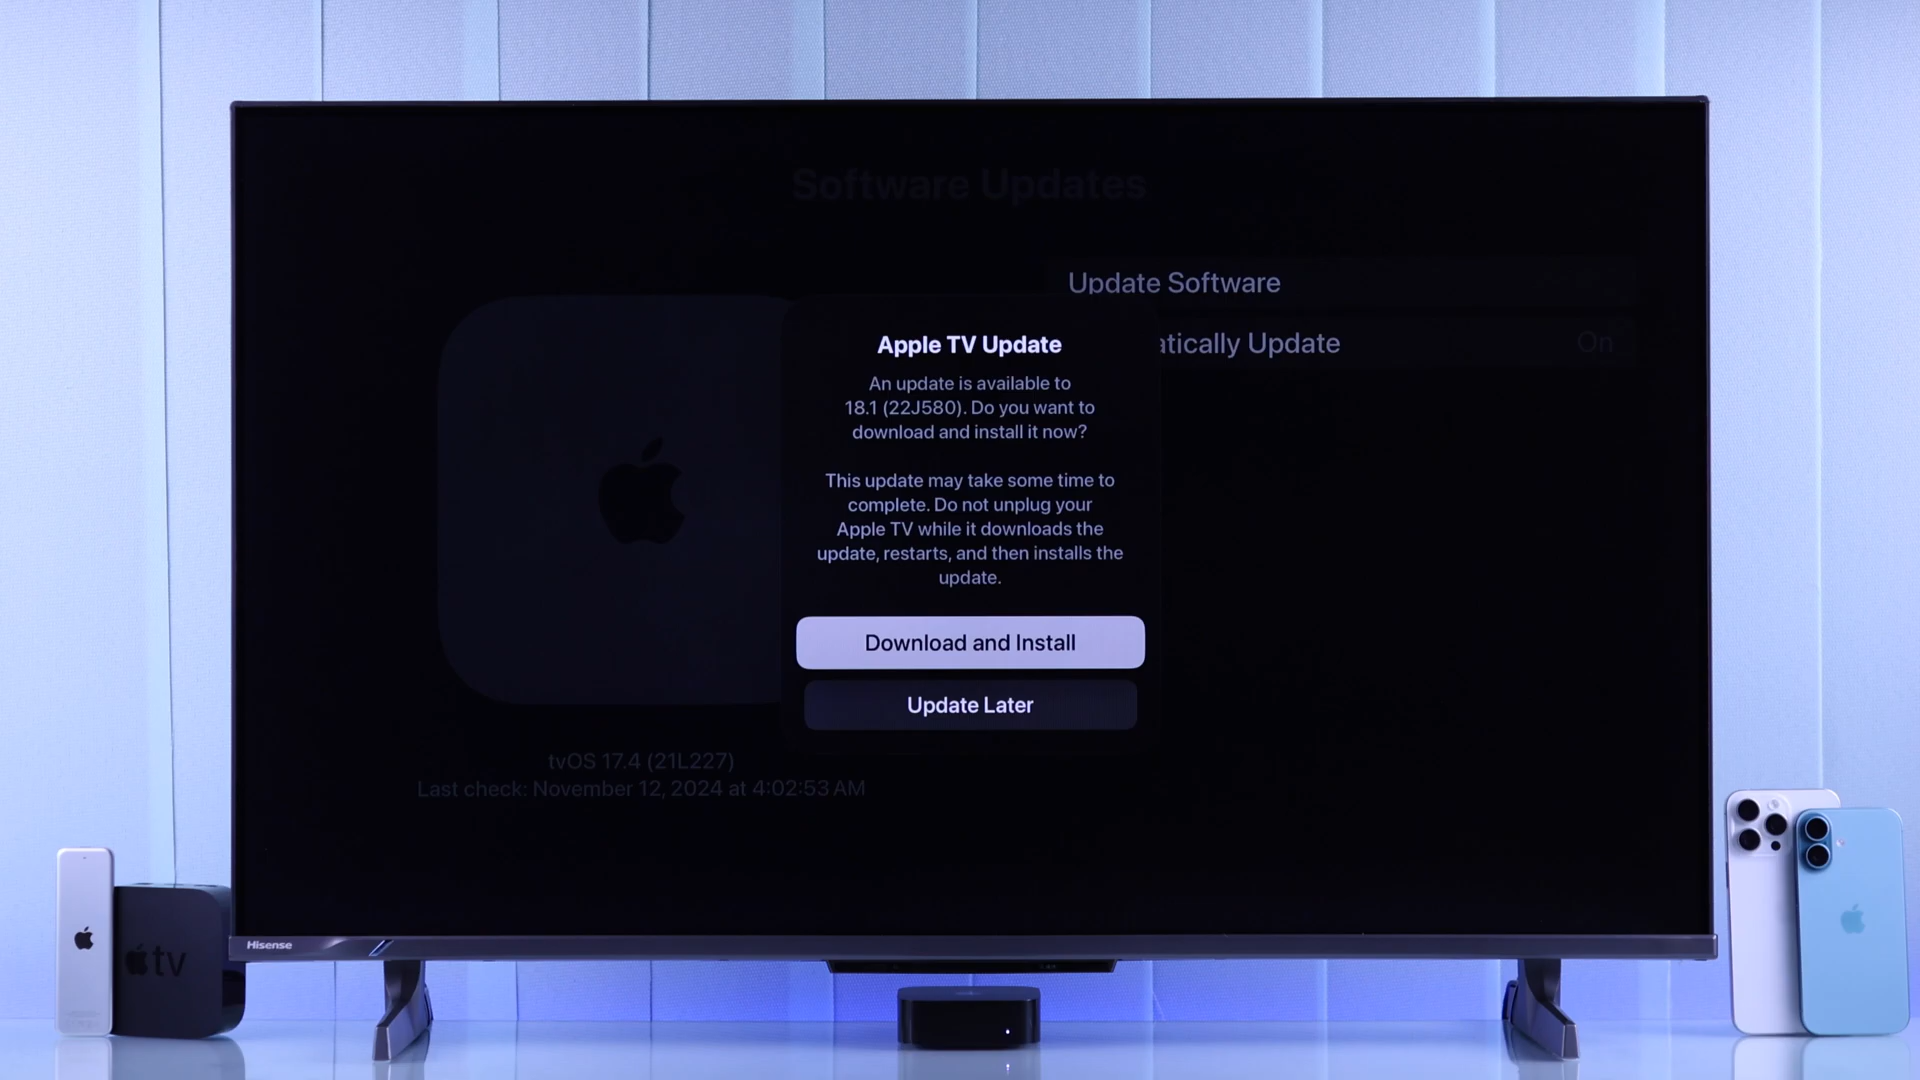 Software Updates
Update Software
atically Update On
Apple TV Update
An update is available to
18.1 (22J580). Do you want to
download and install it now?
This update may take some time to
complete. Do not unplug your
Apple TV while it downloads the
update, restarts, and then installs the
update.
Download and Install
Update Later
tvOS 17.4 (21L227)
Last check: November 12, 2024 at 4:02:53 AM
Hisense
tv